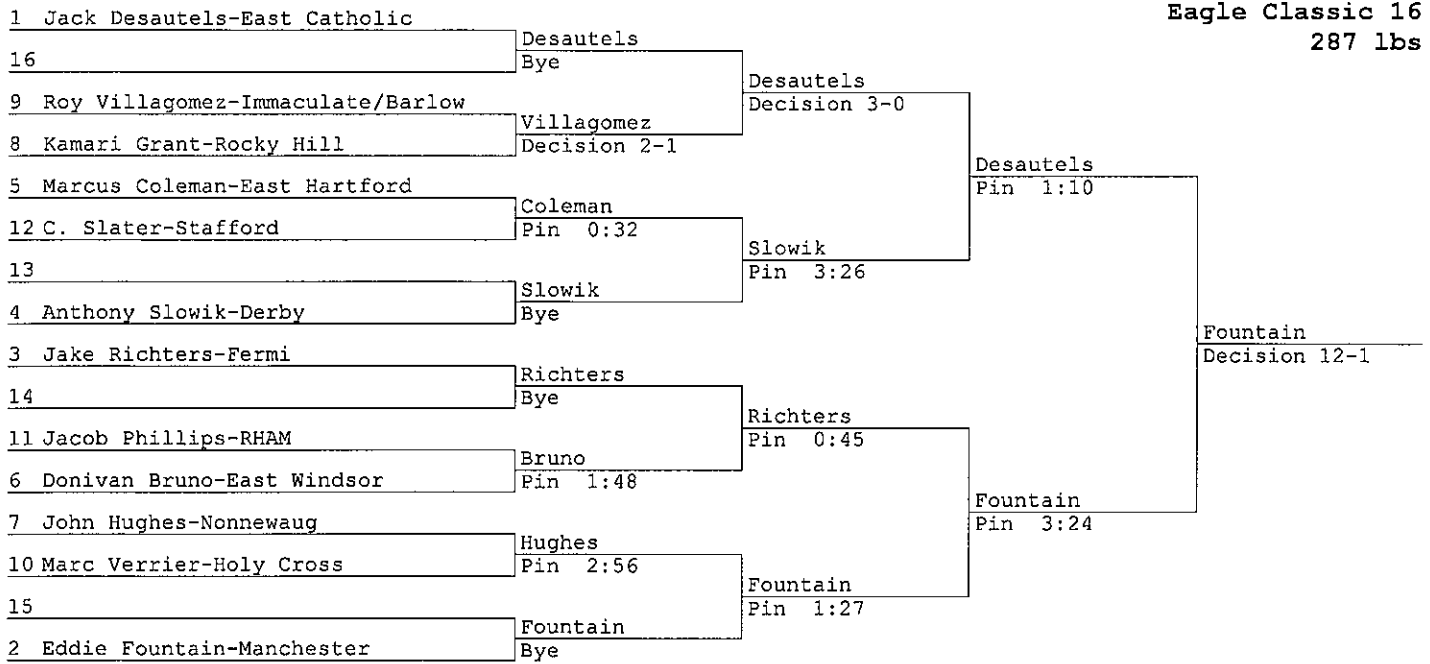 Eagle Classic 16
287 lbs
1 Jack Desautels-East Catholic
16
9 Roy Villagomez-Immaculate/Barlow
8 Kamari Grant-Rocky Hill
5 Marcus Coleman-East Hartford
12 C. Slater-Stafford
13
4 Anthony Slowik-Derby
3 Jake Richters-Fermi
14
11 Jacob Phillips-RHAM
6 Donivan Bruno-East Windsor
7 John Hughes-Nonnewaug
10 Marc Verrier-Holy Cross
15
2 Eddie Fountain-Manchester
Desautels
Bye
Villagomez
Decision 2-1
Coleman
Pin 0:32
Slowik
Bye
Richters
Bye
Bruno
Pin 1:48
Hughes
Pin 2:56
Fountain
Bye
Desautels
Decision 3-0
Slowik
Pin 3:26
Richters
Pin 0:45
Fountain
Pin 1:27
Desautels
Pin 1:10
Fountain
Pin 3:24
Fountain
Decision 12-1